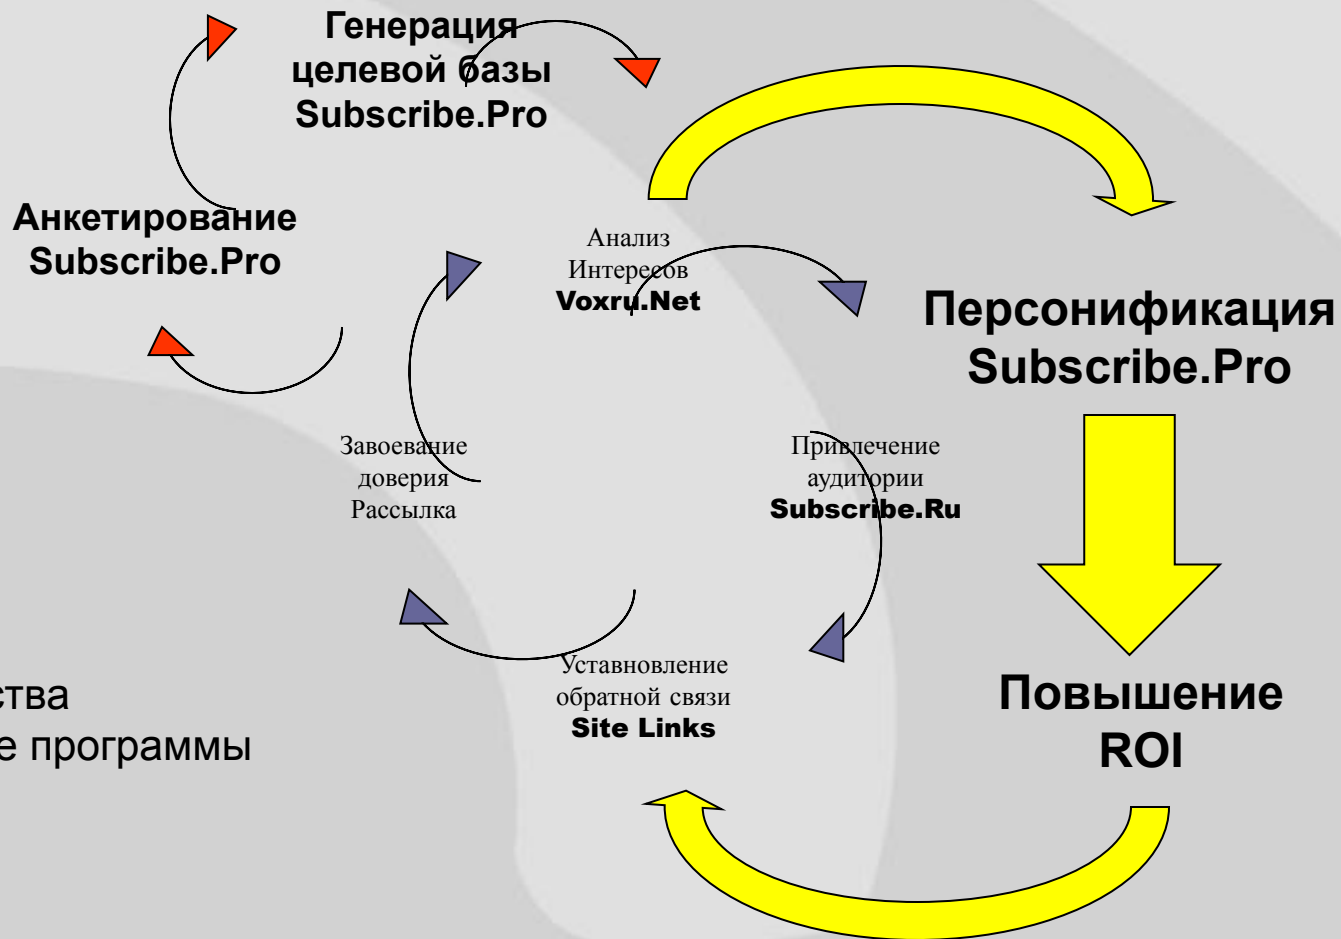 Генерация
целевой базы
Subscribe.Pro
Анкетирование
Subscribe.Pro
Анализ
Интересов
Voxru.Net
Персонификация
Subscribe.Pro
Завоевание
доверия
Рассылка
Привлечение
аудитории
Subscribe.Ru
Уставновление
обратной связи
Site Links
Повышение
ROI
программы